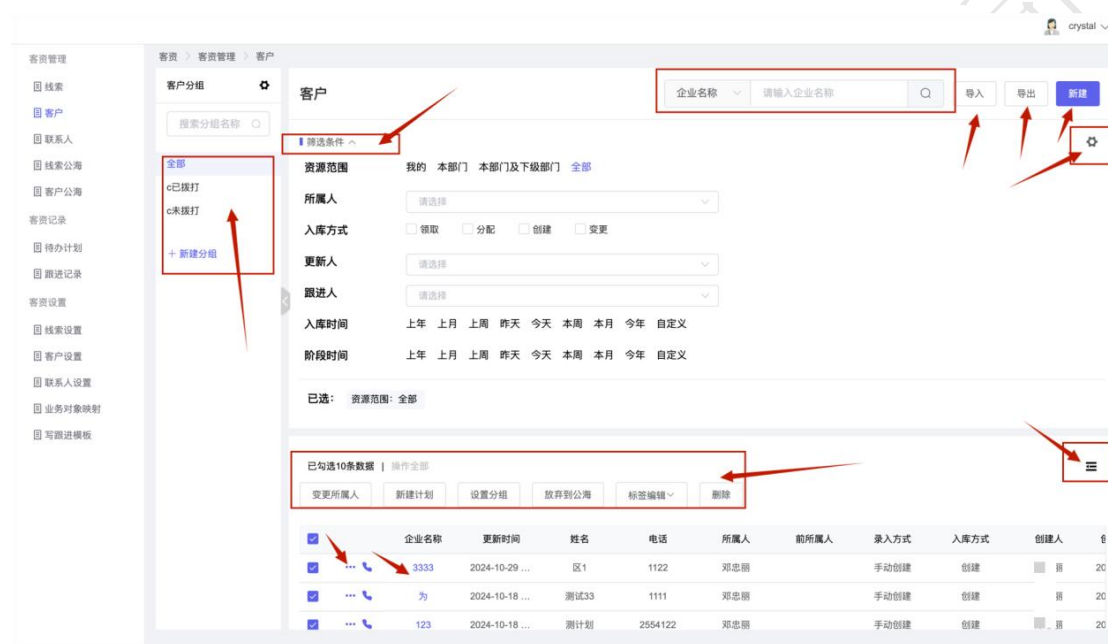 crystal
客资管理
线索
客户
联系人
线索公海
客户公海
客资记录
待办计划
跟进记录
客资设置
线索设置
客户设置
联系人设置
业务对象映射
写跟进模板
客资 > 客资管理 > 客户
客户分组
搜索分组名称
全部
c已拨打
c未拨打
+ 新建分组
客户
企业名称 请输入企业名称
导入 导出 新建
筛选条件
资源范围 我的 本部门 本部门及下级部门 全部
所属人 请选择
入库方式 领取 分配 创建 变更
更新人 请选择
跟进人 请选择
入库时间 上年 上月 上周 昨天 今天 本周 本月 今年 自定义
阶段时间 上年 上月 上周 昨天 今天 本周 本月 今年 自定义
已选: 资源范围: 全部
已勾选10条数据 | 操作全部
变更所属人 新建计划 设置分组 放弃到公海 标签编辑 删除
企业名称 更新时间 姓名 电话 所属人 前所属人 录入方式 入库方式 创建人
3333 2024-10-29 ... 区1 1122 邓忠丽 手动创建 创建 20
为 2024-10-18 ... 测试33 1111 邓忠丽 手动创建 创建 20
123 2024-10-18 ... 测计划 2554122 邓忠丽 手动创建 创建 20